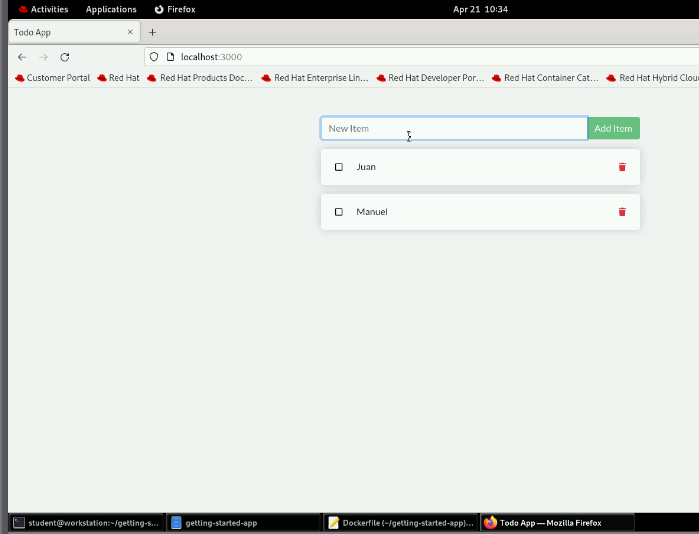 Activities Applications Firefox Apr 21 10:34
Todo App × +
localhost:3000
Customer Portal Red Hat Red Hat Products Doc... Red Hat Enterprise Lin... Red Hat Developer Por... Red Hat Container Cat... Red Hat Hybrid Clou
New Item Add Item
Juan
Manuel
student@workstation:~/getting-s... getting-started-app Dockerfile (~/getting-started-app)... Todo App — Mozilla Firefox